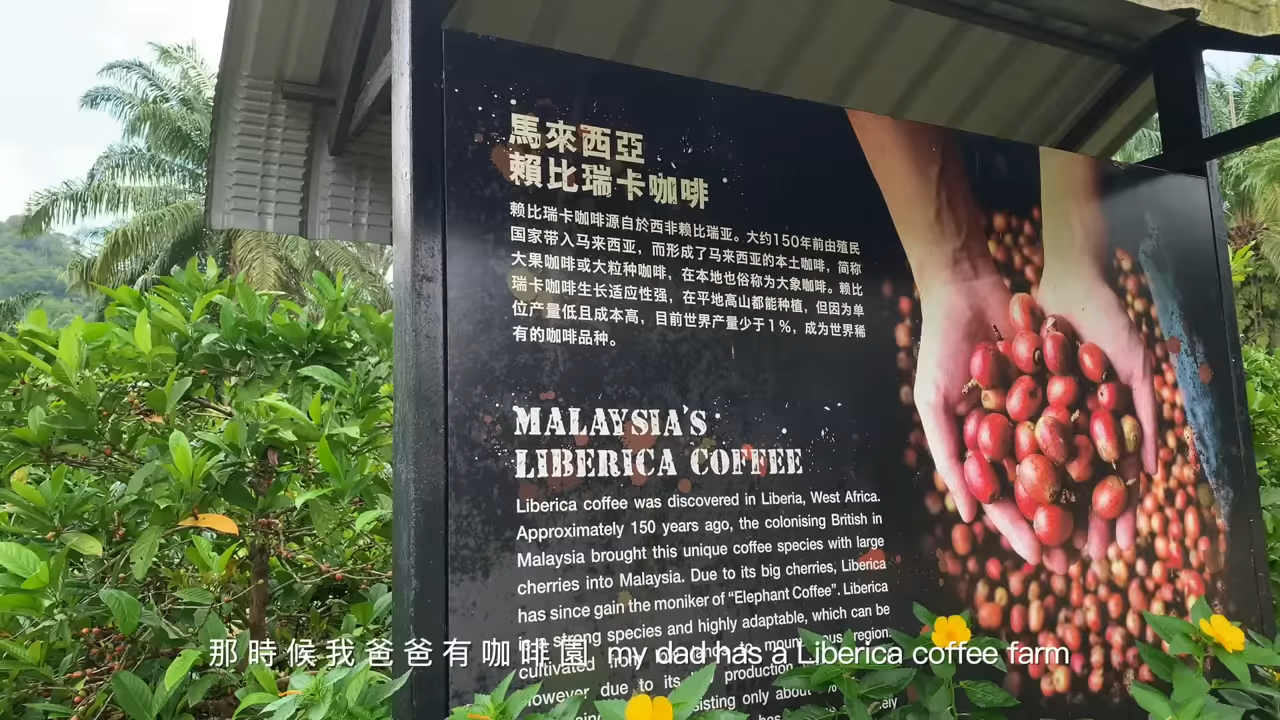 馬來西亞
賴比瑞卡咖啡
赖比瑞卡咖啡源自於西非赖比瑞亚。大约150年前由殖民
国家带入马来西亚，而形成了马来西亚的本土咖啡，简称
大果咖啡或大粒种咖啡，在本地也俗称为大象咖啡。赖比
瑞卡咖啡生长适应性强，在平地高山都能种植，但因为单
位产量低且成本高，目前世界产量少于1%，成为世界稀
有的咖啡品种。
MALAYSIA'S
LIBERICA COFFEE
Liberica coffee was discovered in Liberia, West Africa.
Approximately 150 years ago, the colonising British in
Malaysia brought this unique coffee species with large
cherries into Malaysia. Due to its big cherries, Liberica
has since gain the moniker of “Elephant Coffee”. Liberica
strong species and highly adaptable, which can be
cultivated region.
however due to its production
only about
has
那時候我爸爸有咖啡園 my dad has a Liberica coffee farm